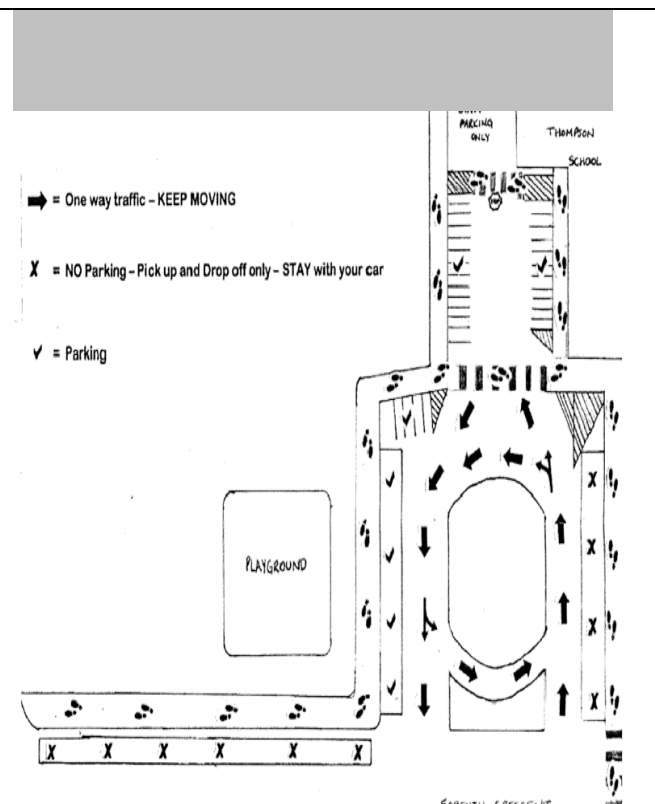 PARKING
ONLY
THOMPSON
SCHOOL
= One way traffic – KEEP MOVING
X = NO Parking – Pick up and Drop off only – STAY with your car
✓ = Parking
PLAYGROUND